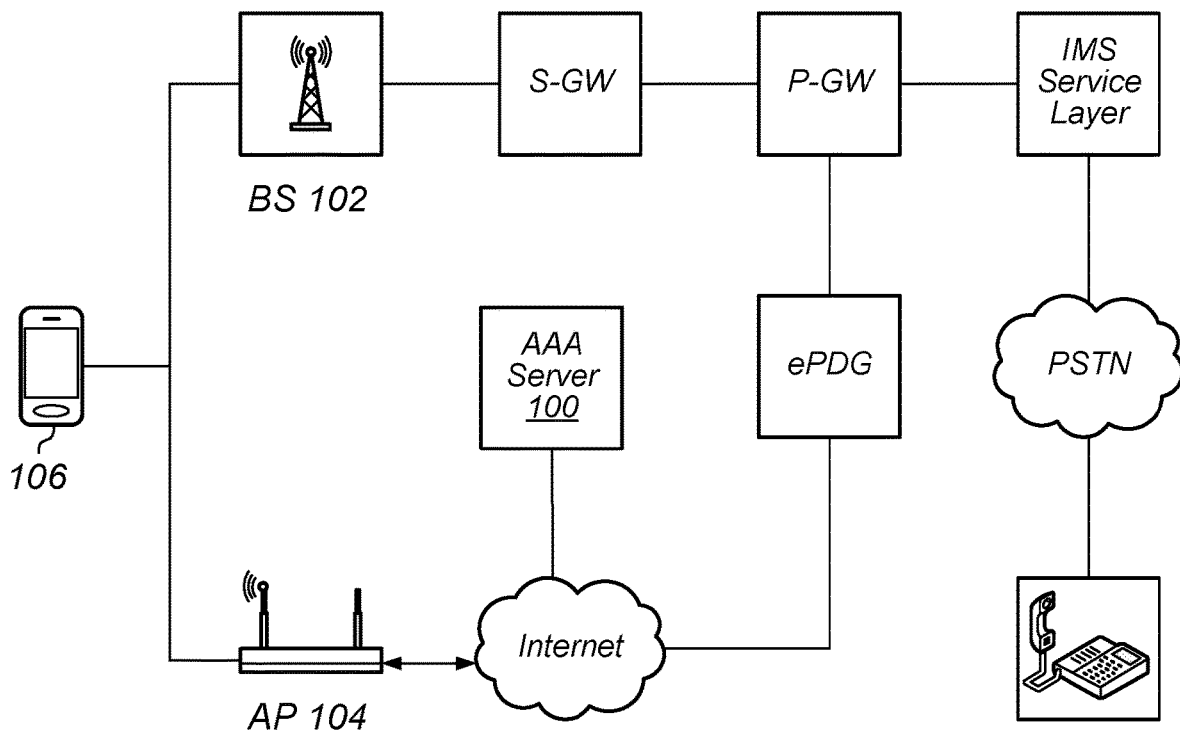 S-GW
P-GW
IMS
Service
Layer
BS 102
AAA
Server
100
ePDG
PSTN
106
Internet
AP 104